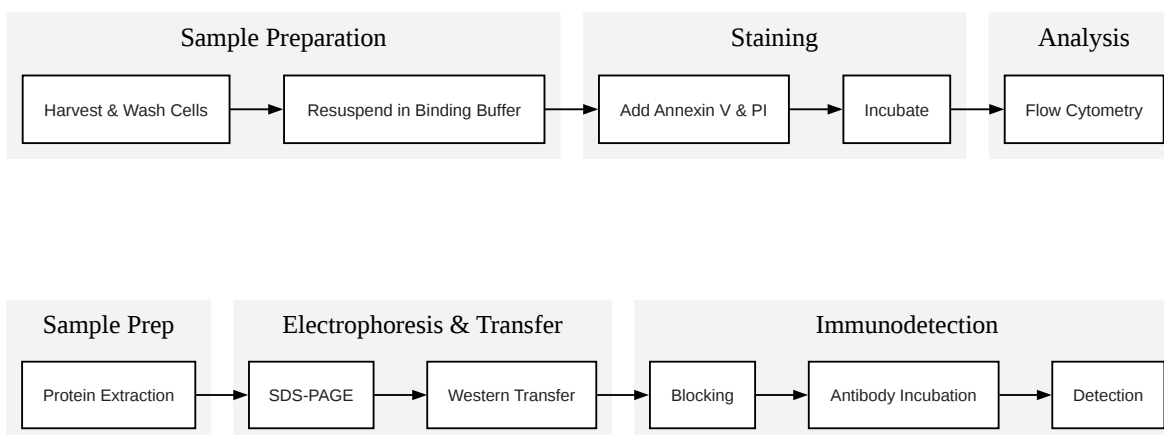 Sample Preparation
Staining
Analysis
Harvest & Wash Cells
Resuspend in Binding Buffer
Add Annexin V & PI
Incubate
Flow Cytometry
Sample Prep
Electrophoresis & Transfer
Immunodetection
Protein Extraction
SDS-PAGE
Western Transfer
Blocking
Antibody Incubation
Detection